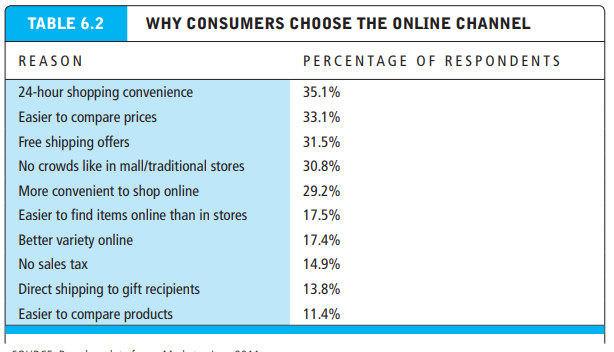 TABLE 6.2 WHY CONSUMERS CHOOSE THE ONLINE CHANNEL
REASON PERCENTAGE OF RESPONDENTS
24-hour shopping convenience 35.1%
Easier to compare prices 33.1%
Free shipping offers 31.5%
No crowds like in mall/traditional stores 30.8%
More convenient to shop online 29.2%
Easier to find items online than in stores 17.5%
Better variety online 17.4%
No sales tax 14.9%
Direct shipping to gift recipients 13.8%
Easier to compare products 11.4%